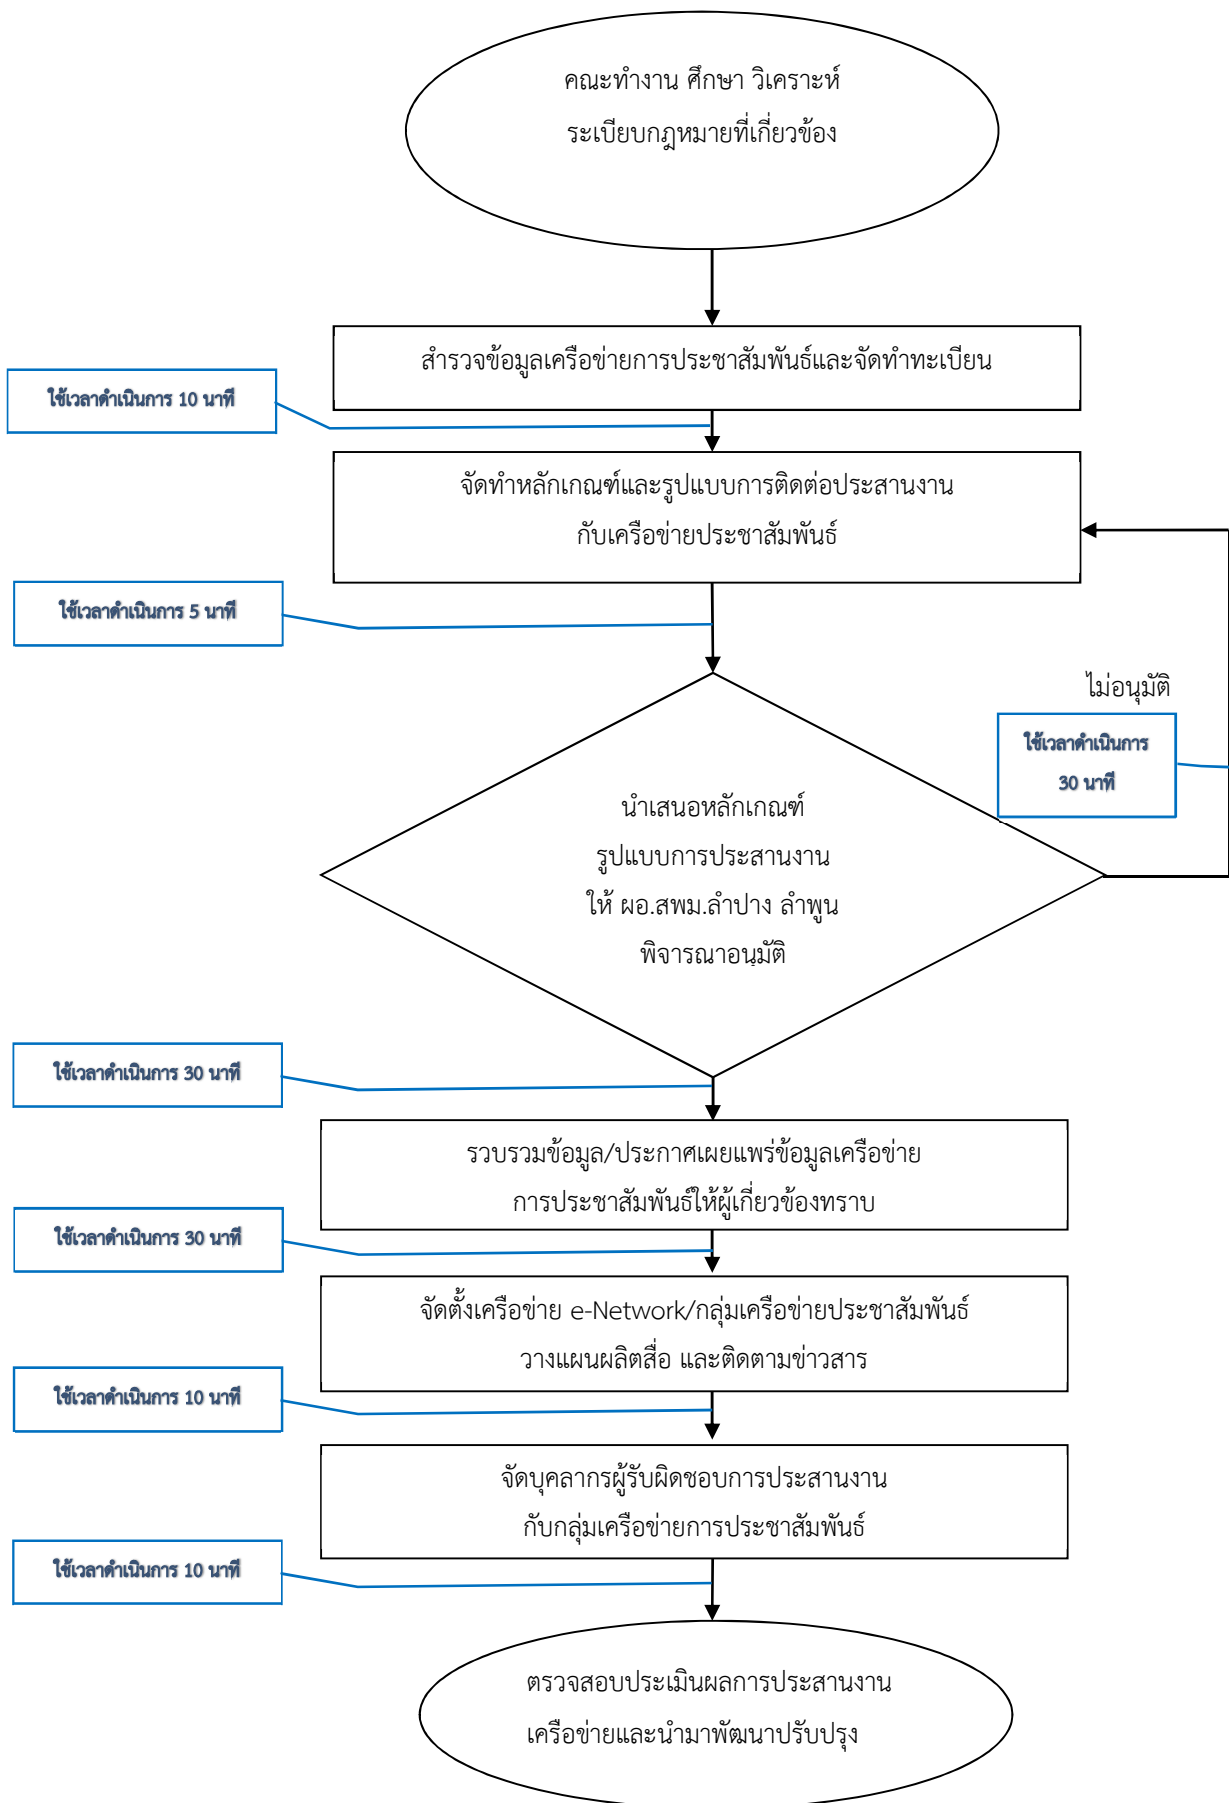 คณะทำงาน ศึกษา วิเคราะห์
ระเบียบกฎหมายที่เกี่ยวข้อง
สำรวจข้อมูลเครือข่ายการประชาสัมพันธ์และจัดทำทะเบียน
ใช้เวลาดำเนินการ 10 นาที
จัดทำหลักเกณฑ์และรูปแบบการติดต่อประสานงาน
กับเครือข่ายประชาสัมพันธ์
ใช้เวลาดำเนินการ 5 นาที
ไม่อนุมัติ
ใช้เวลาดำเนินการ
30 นาที
นำเสนอหลักเกณฑ์
รูปแบบการประสานงาน
ให้ ผอ.สพม.ลำปาง ลำพูน
พิจารณาอนุมัติ
ใช้เวลาดำเนินการ 30 นาที
รวบรวมข้อมูล/ประกาศเผยแพร่ข้อมูลเครือข่าย
การประชาสัมพันธ์ให้ผู้เกี่ยวข้องทราบ
ใช้เวลาดำเนินการ 30 นาที
จัดตั้งเครือข่าย e-Network/กลุ่มเครือข่ายประชาสัมพันธ์
วางแผนผลิตสื่อ และติดตามข่าวสาร
ใช้เวลาดำเนินการ 10 นาที
จัดบุคลากรผู้รับผิดชอบการประสานงาน
กับกลุ่มเครือข่ายการประชาสัมพันธ์
ใช้เวลาดำเนินการ 10 นาที
ตรวจสอบประเมินผลการประสานงาน
เครือข่ายและนำมาพัฒนาปรับปรุง